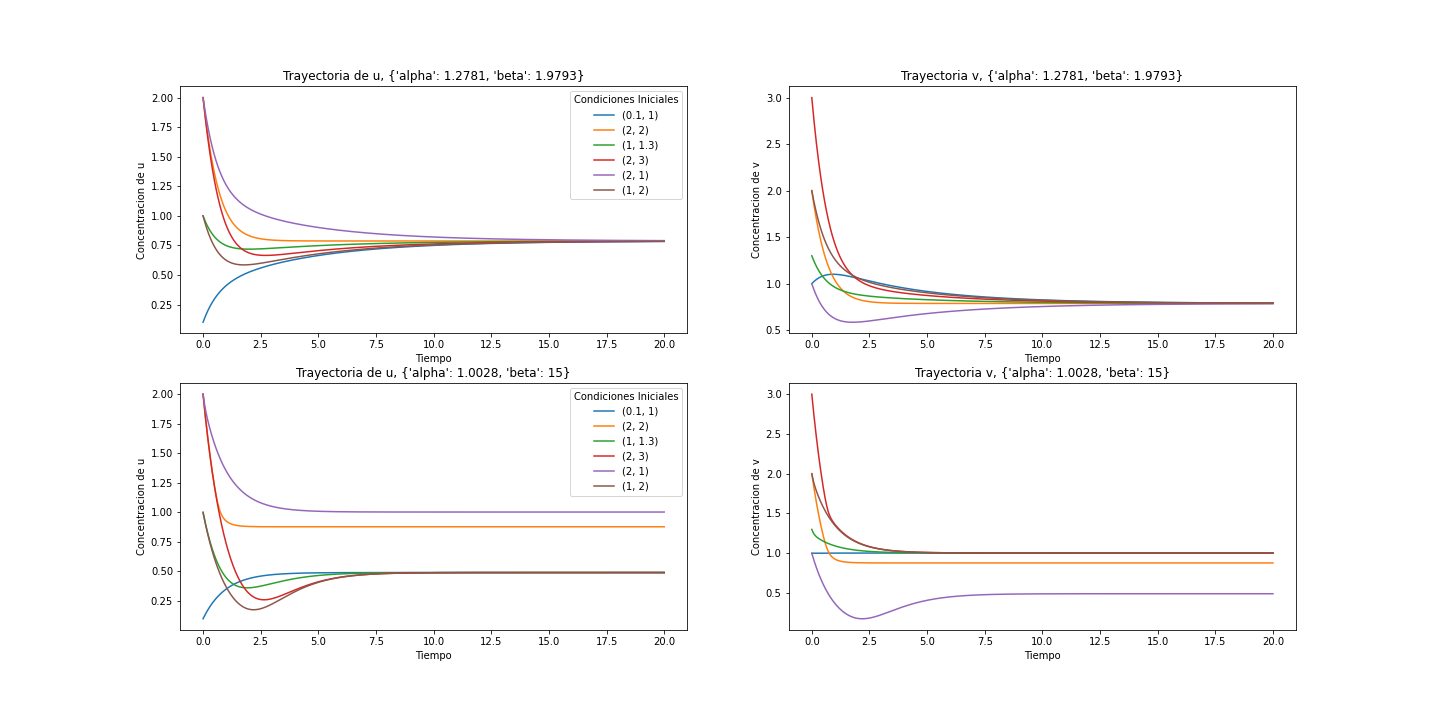 Trayectoria de u, {'alpha': 1.2781, 'beta': 1.9793}
Concentracion de u
2.00
1.75
1.50
1.25
1.00
0.75
0.50
0.25
Condiciones Iniciales
(0.1, 1)
(2, 2)
(1, 1.3)
(2, 3)
(2, 1)
(1, 2)
0.0 2.5 5.0 7.5 10.0 12.5 15.0 17.5 20.0
Tiempo
Trayectoria v, {'alpha': 1.2781, 'beta': 1.9793}
Concentracion de v
3.0
2.5
2.0
1.5
1.0
0.5
0.0 2.5 5.0 7.5 10.0 12.5 15.0 17.5 20.0
Tiempo
Trayectoria de u, {'alpha': 1.0028, 'beta': 15}
Concentracion de u
2.00
1.75
1.50
1.25
1.00
0.75
0.50
0.25
Condiciones Iniciales
(0.1, 1)
(2, 2)
(1, 1.3)
(2, 3)
(2, 1)
(1, 2)
0.0 2.5 5.0 7.5 10.0 12.5 15.0 17.5 20.0
Tiempo
Trayectoria v, {'alpha': 1.0028, 'beta': 15}
Concentracion de v
3.0
2.5
2.0
1.5
1.0
0.5
0.0 2.5 5.0 7.5 10.0 12.5 15.0 17.5 20.0
Tiempo